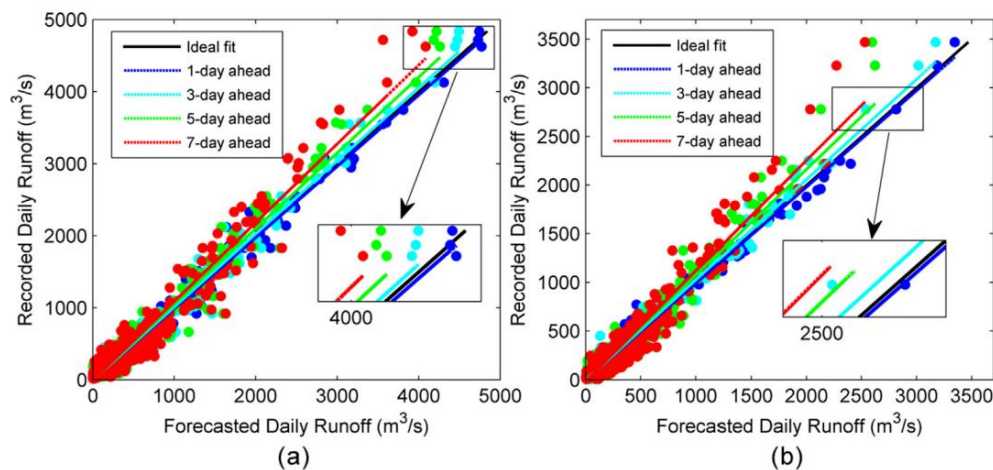 5000
4000
3000
2000
1000
0
Recorded Daily Runoff (m³/s)
Ideal fit
1-day ahead
3-day ahead
5-day ahead
7-day ahead
4000
0 1000 2000 3000 4000 5000
Forecasted Daily Runoff (m³/s)
(a)
3500
3000
2500
2000
1500
1000
500
0
Recorded Daily Runoff (m³/s)
Ideal fit
1-day ahead
3-day ahead
5-day ahead
7-day ahead
2500
0 500 1000 1500 2000 2500 3000 3500
Forecasted Daily Runoff (m³/s)
(b)